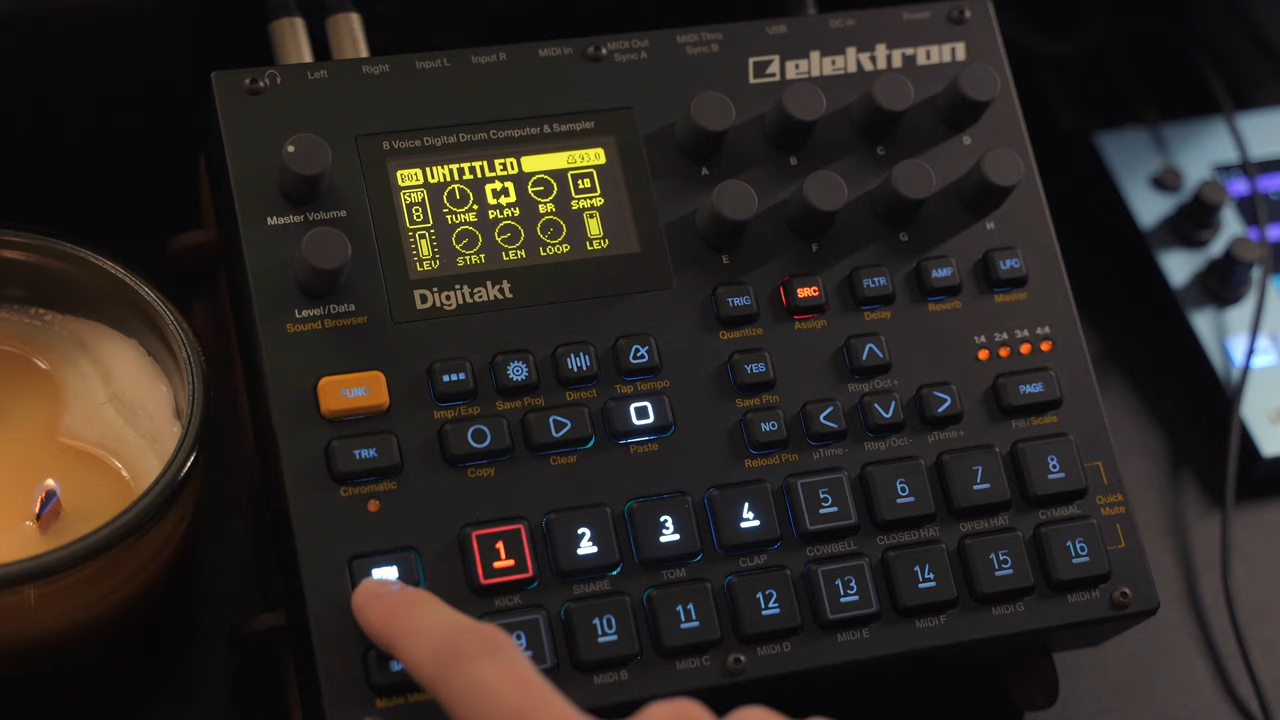 Left Right Input L Input R MIDI In MIDI Out MIDI Thru USB DC In Power
Sync A Sync B
elektron
8 Voice Digital Drum Computer & Sampler
B01 UNTITLED 93.0
SMP
8
TUNE PLAY BR SAMP
10
LEV STRT LEN LOOP LEV
Digitakt
Master Volume
Level/Data
Sound Browser
A B C D
E F G H
TRIG SRC FLTR AMP LFO
Quantize Assign Delay Reverb Master
1:4 2:4 3:4 4:4
FUNC
Imp/Exp Save Proj Direct Tap Tempo
YES
Save Ptn
Rtrg/Oct+
PAGE
Fill/Scale
TRK
Chromatic
Copy Clear Paste
NO
Reload Ptn
µTime- Rtrg/Oct- µTime+
1 2 3 4 5 6 7 8
KICK SNARE TOM CLAP COWBELL CLOSED HAT OPEN HAT CYMBAL
Quick
Mute
9 10 11 12 13 14 15 16
MIDI B MIDI C MIDI D MIDI E MIDI F MIDI G MIDI H